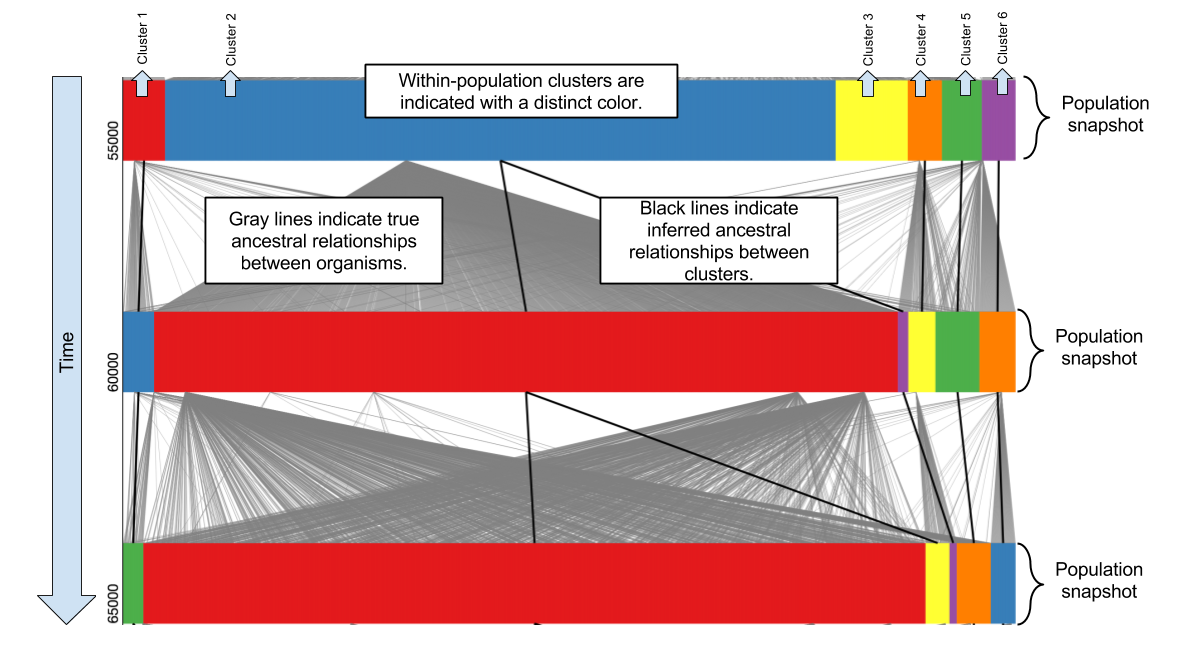 Cluster 1
Cluster 2
Cluster 3
Cluster 4
Cluster 5
Cluster 6
Within-population clusters are
indicated with a distinct color.
Population
snapshot
55000
Gray lines indicate true
ancestral relationships
between organisms.
Black lines indicate
inferred ancestral
relationships between
clusters.
Time
60000
Population
snapshot
65000
Population
snapshot